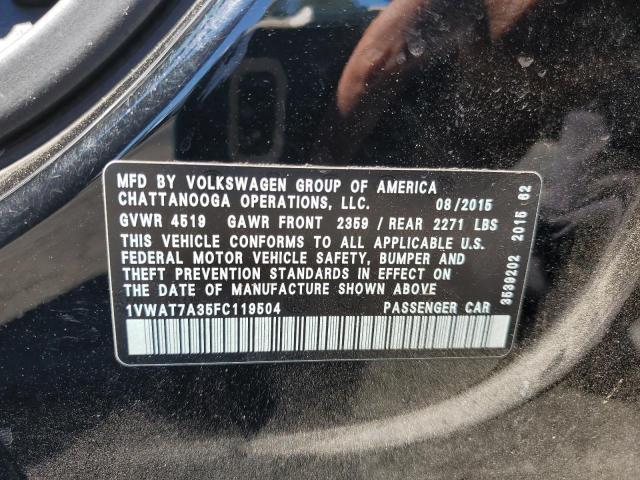 MFD BY VOLKSWAGEN GROUP OF AMERICA
CHATTANOOGA OPERATIONS, LLC. 08/2015
GVWR 4519 GAWR FRONT 2359 / REAR 2271 LBS
THIS VEHICLE CONFORMS TO ALL APPLICABLE U.S.
FEDERAL MOTOR VEHICLE SAFETY, BUMPER AND
THEFT PREVENTION STANDARDS IN EFFECT ON
THE DATE OF MANUFACTURE SHOWN ABOVE
1VWAT7A35FC119504 PASSENGER CAR
3539202 2015 62